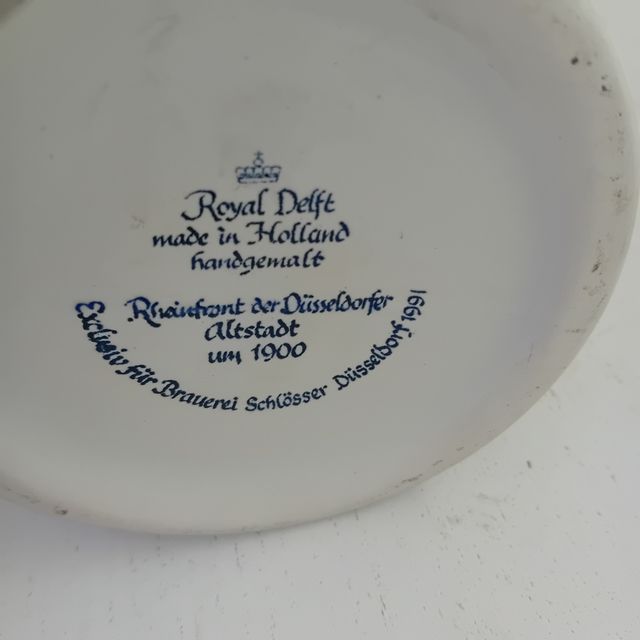 Royal Delft
made in Holland
handgemalt
Rheinfront der Düsseldorfer
Altstadt
um 1900
Exclusiv für Brauerei Schlösser Düsseldorf 1991